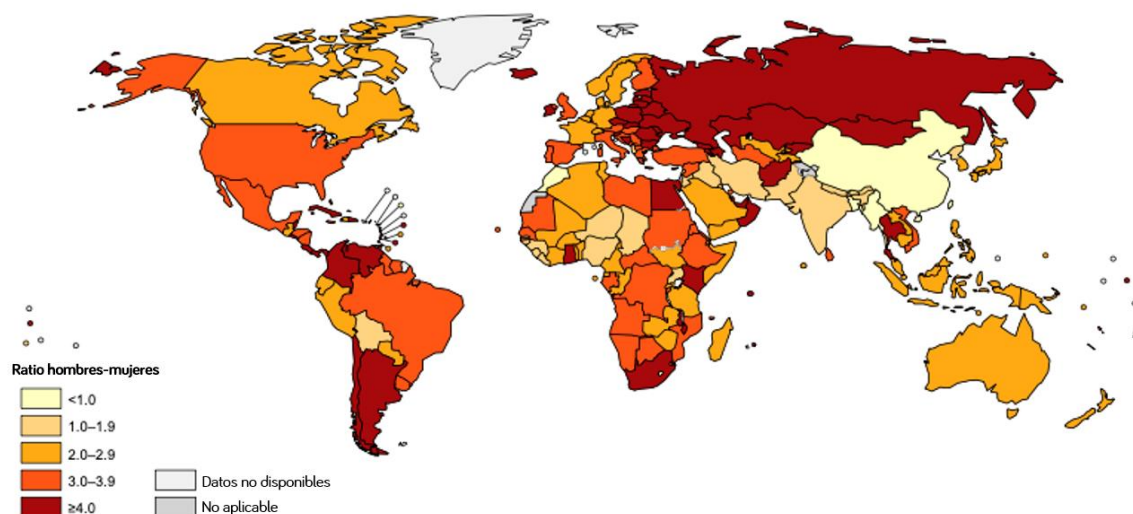 Ratio hombres-mujeres
<1.0
1.0–1.9
2.0–2.9
3.0–3.9
≥4.0
Datos no disponibles
No aplicable